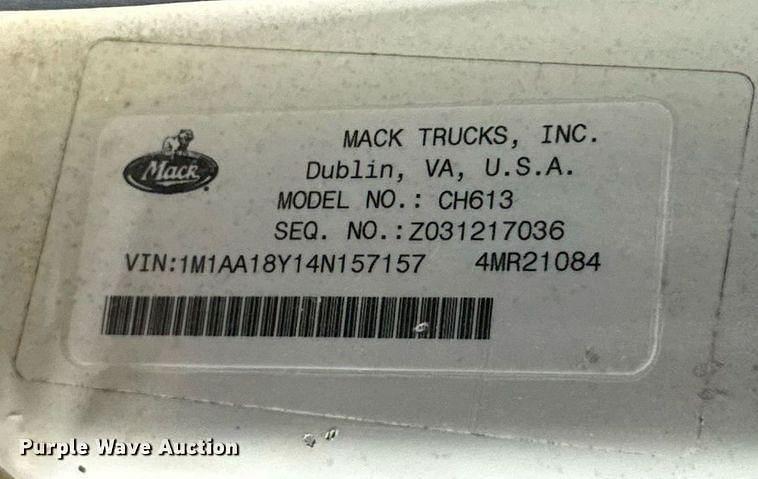 Mack
MACK TRUCKS, INC.
Dublin, VA, U.S.A.
MODEL NO.: CH613
SEQ. NO.:Z031217036
VIN:1M1AA18Y14N157157 4MR21084
Purple Wave Auction